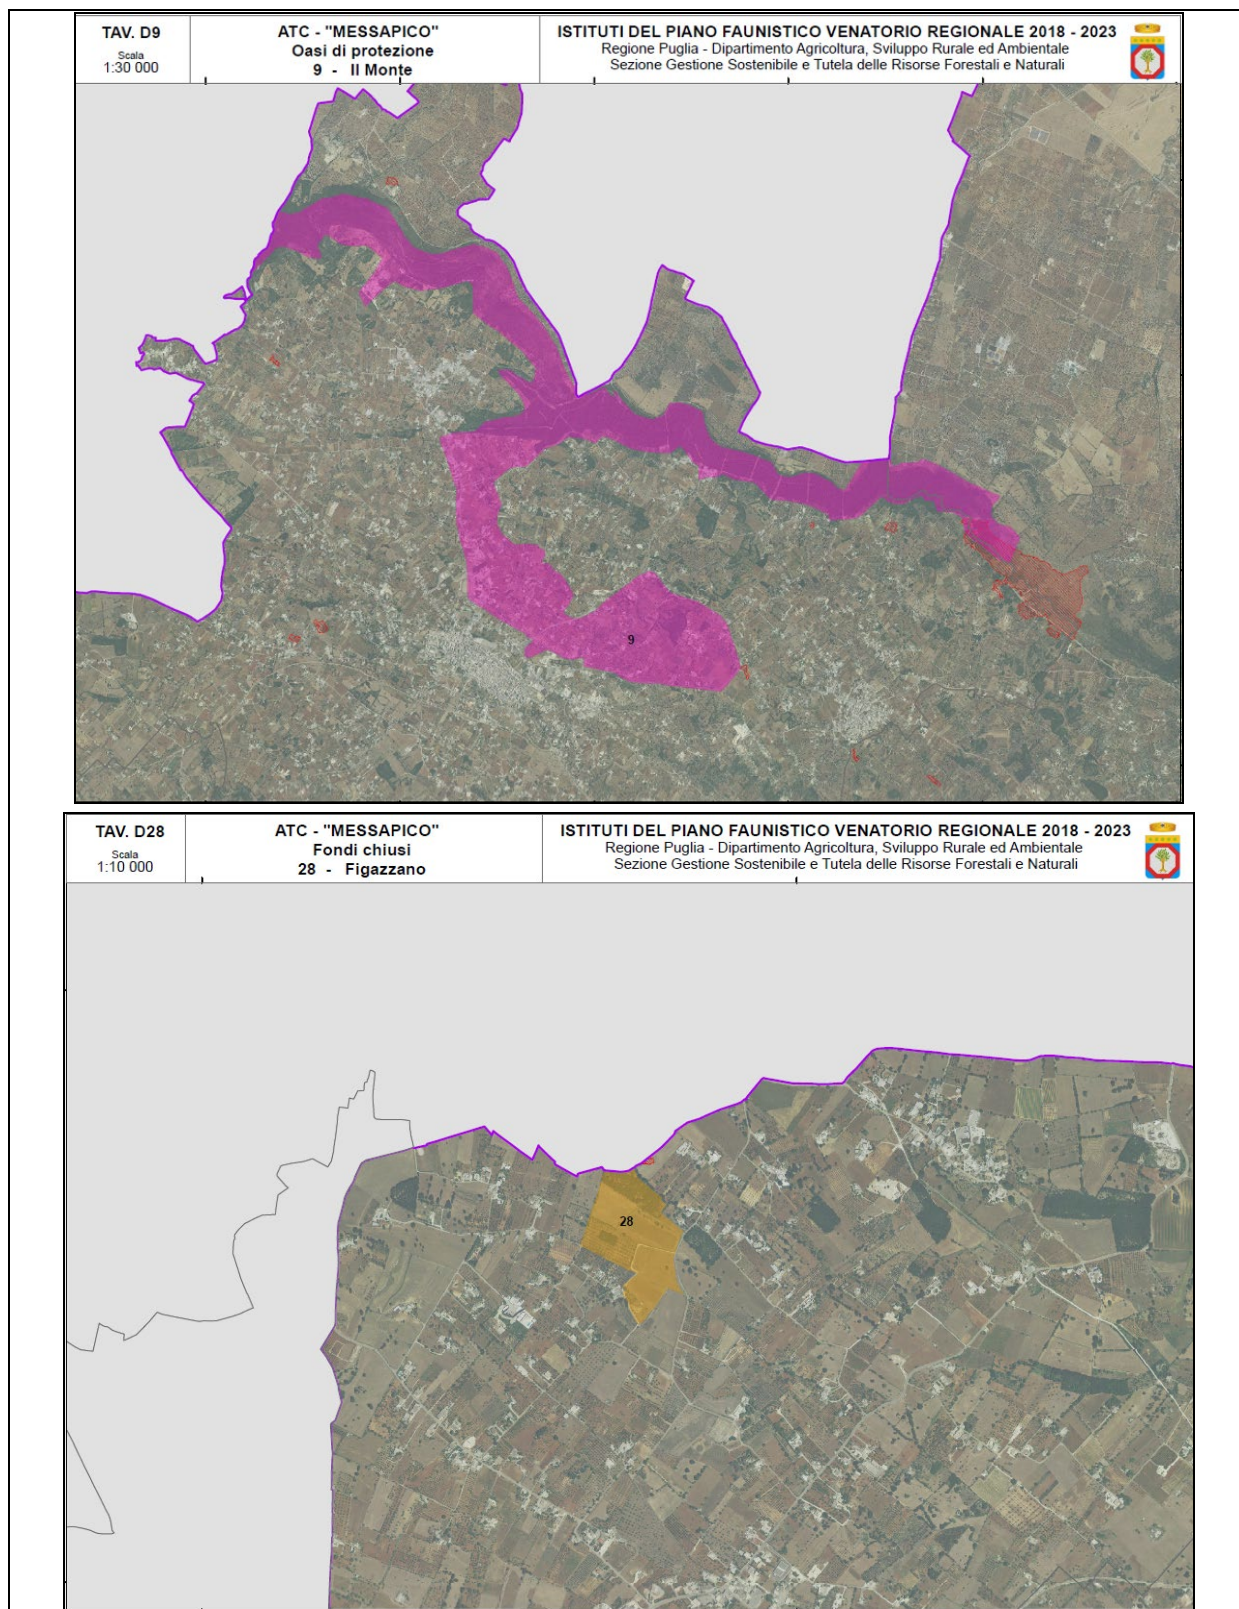 TAV. D9
Scala
1:30 000
ATC - "MESSAPICO"
Oasi di protezione
9 - Il Monte
ISTITUTI DEL PIANO FAUNISTICO VENATORIO REGIONALE 2018 - 2023
Regione Puglia - Dipartimento Agricoltura, Sviluppo Rurale ed Ambientale
Sezione Gestione Sostenibile e Tutela delle Risorse Forestali e Naturali
9
TAV. D28
Scala
1:10 000
ATC - "MESSAPICO"
Fondi chiusi
28 - Figazzano
ISTITUTI DEL PIANO FAUNISTICO VENATORIO REGIONALE 2018 - 2023
Regione Puglia - Dipartimento Agricoltura, Sviluppo Rurale ed Ambientale
Sezione Gestione Sostenibile e Tutela delle Risorse Forestali e Naturali
28